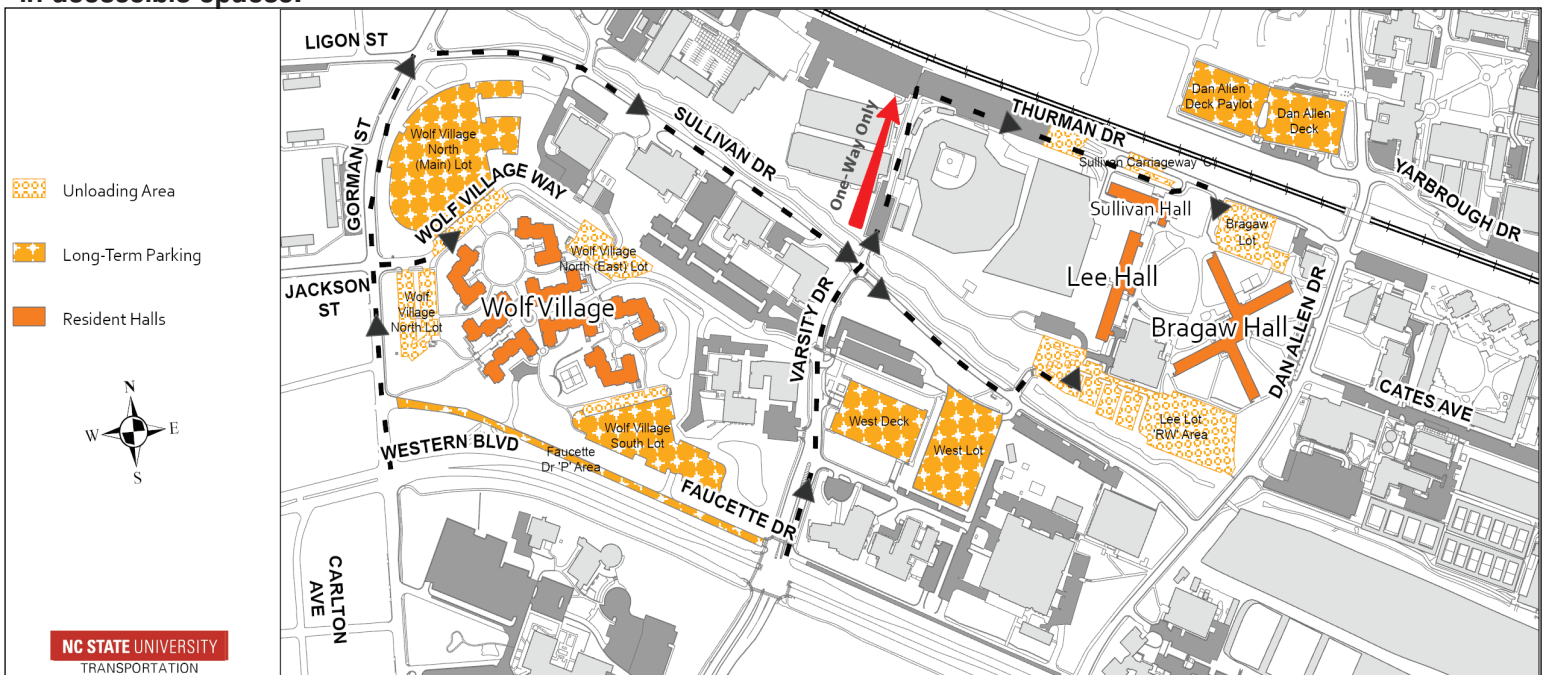 in accessible spaces.
LIGON ST
GORMAN ST
Wolf Village
North
(Main) Lot
WOLF VILLAGE WAY
SULLIVAN DR
One-Way Only
THURMAN DR
Dan Allen
Deck Paylot
Dan Allen
Deck
Sullivan Carriageway "C"
YARBROUGH DR
Sullivan Hall
Bragaw
Lot
Unloading Area
Long-Term Parking
Resident Halls
JACKSON
ST
Wolf
Village
North Lot
Wolf Village
North (East) Lot
Wolf Village
VARSITY DR
Lee Hall
Bragaw Hall
DAN ALLEN DR
CATES AVE
N
W
E
S
WESTERN BLVD
Faucette
Dr 'P' Area
Wolf Village
South Lot
FAUCETTE DR
West Deck
West Lot
Lee Lot
'RW' Area
CARLTON
AVE
NC STATE UNIVERSITY
TRANSPORTATION